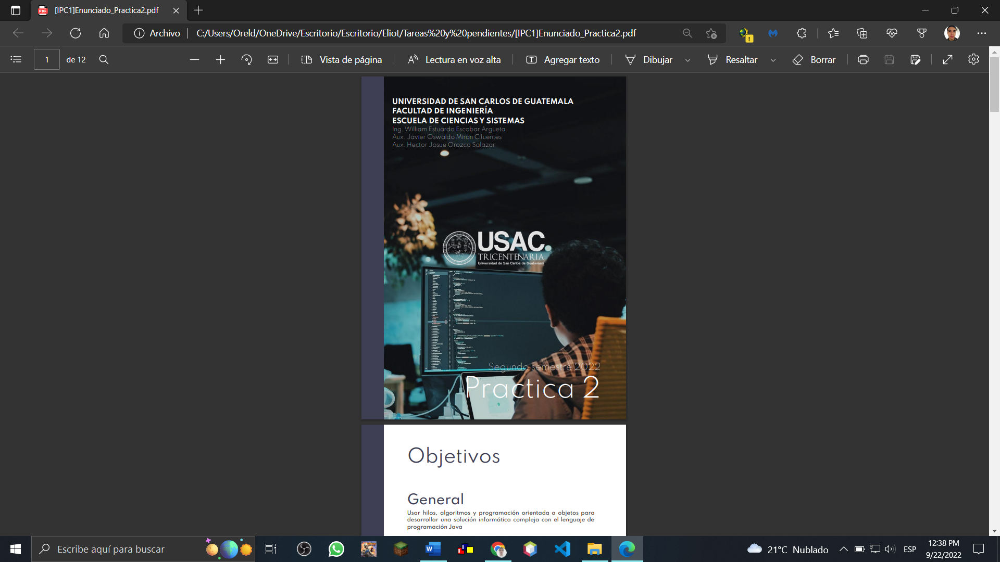 [IPC1]Enunciado_Practica2.pdf
Archivo
C:/Users/Oreld/OneDrive/Escritorio/Escritorio/Eliot/Tareas%20y%20pendientes/[IPC1]Enunciado_Practica2.pdf
1 de 12
Vista de página
Lectura en voz alta
Agregar texto
Dibujar
Resaltar
Borrar
UNIVERSIDAD DE SAN CARLOS DE GUATEMALA
FACULTAD DE INGENIERÍA
ESCUELA DE CIENCIAS Y SISTEMAS
Ing. William Estuardo Escobar Argueta
Aux. Javier Oswaldo Mirón Cifuentes
Aux. Hector Josue Orozco Salazar
USAC
TRICENTENARIA
Universidad de San Carlos de Guatemala
Segundo semestre 2022
Practica 2
Objetivos
General
Usar hilos, algoritmos y programación orientada a objetos para
desarrollar una solución informática compleja con el lenguaje de
programación Java
Escribe aquí para buscar
21°C Nublado
ESP
12:38 PM
9/22/2022